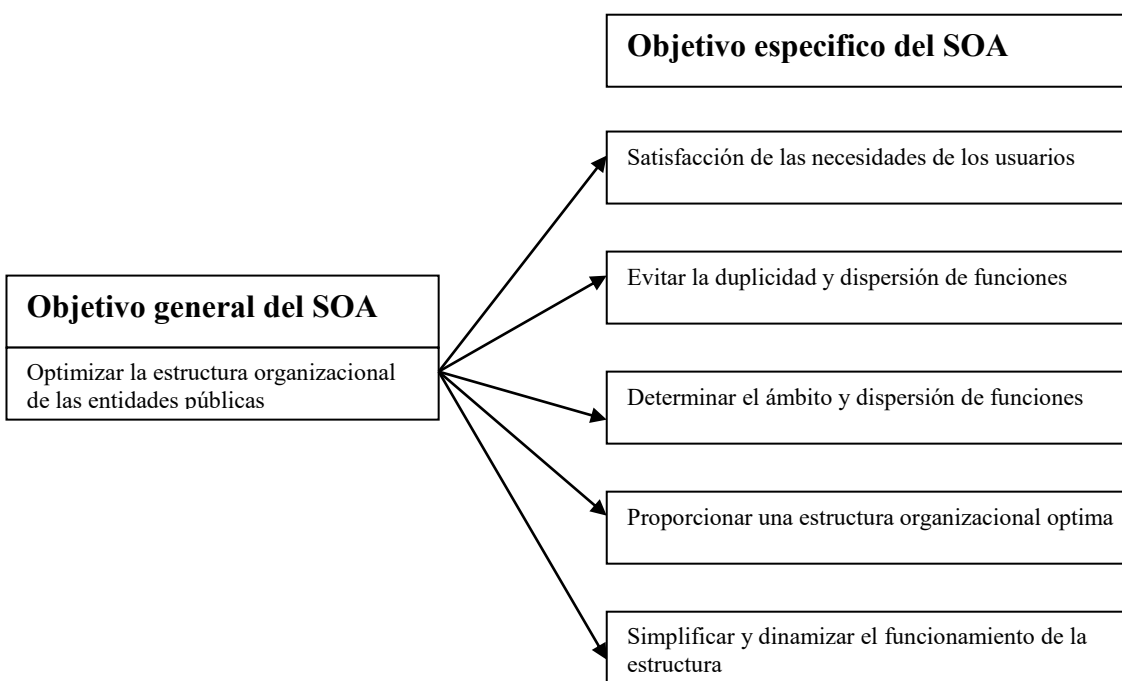 Objetivo especifico del SOA
Satisfacción de las necesidades de los usuarios
Evitar la duplicidad y dispersión de funciones
Objetivo general del SOA
Optimizar la estructura organizacional
de las entidades públicas
Determinar el ámbito y dispersión de funciones
Proporcionar una estructura organizacional optima
Simplificar y dinamizar el funcionamiento de la
estructura